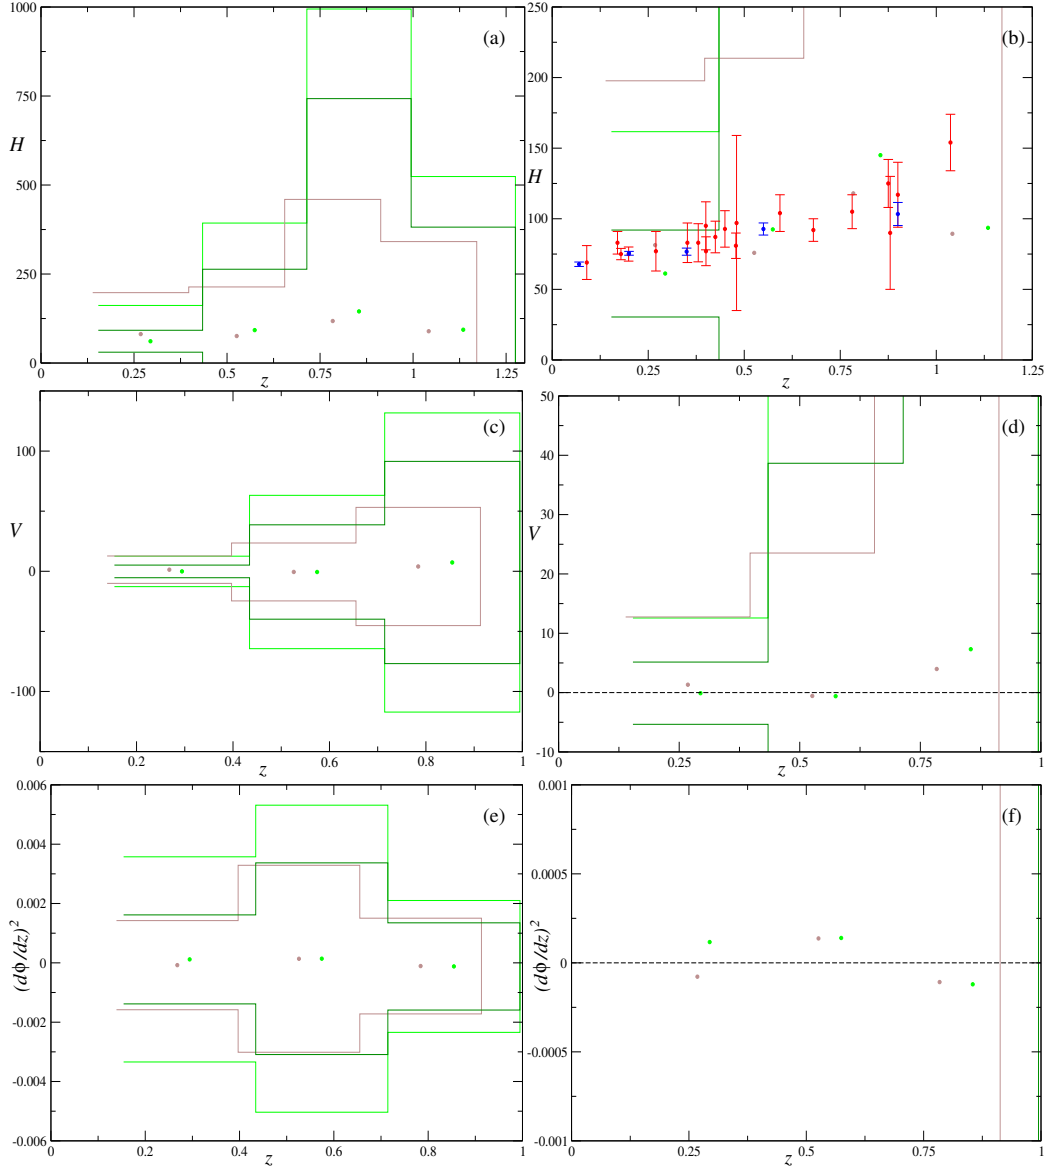 1000
750
500
250
0
H
(a)
0 0.25 0.5 0.75 1 1.25
z
250
200
150
100
50
0
H
(b)
0 0.25 0.5 0.75 1 1.25
z
100
0
-100
V
(c)
0 0.2 0.4 0.6 0.8 1
z
50
40
30
20
10
0
-10
V
(d)
0 0.25 0.5 0.75 1
z
0.006
0.004
0.002
0
-0.002
-0.004
-0.006
(dϕ/dz)²
(e)
0 0.2 0.4 0.6 0.8 1
z
0.001
0.0005
0
-0.0005
-0.001
(dϕ/dz)²
(f)
0 0.25 0.5 0.75 1
z